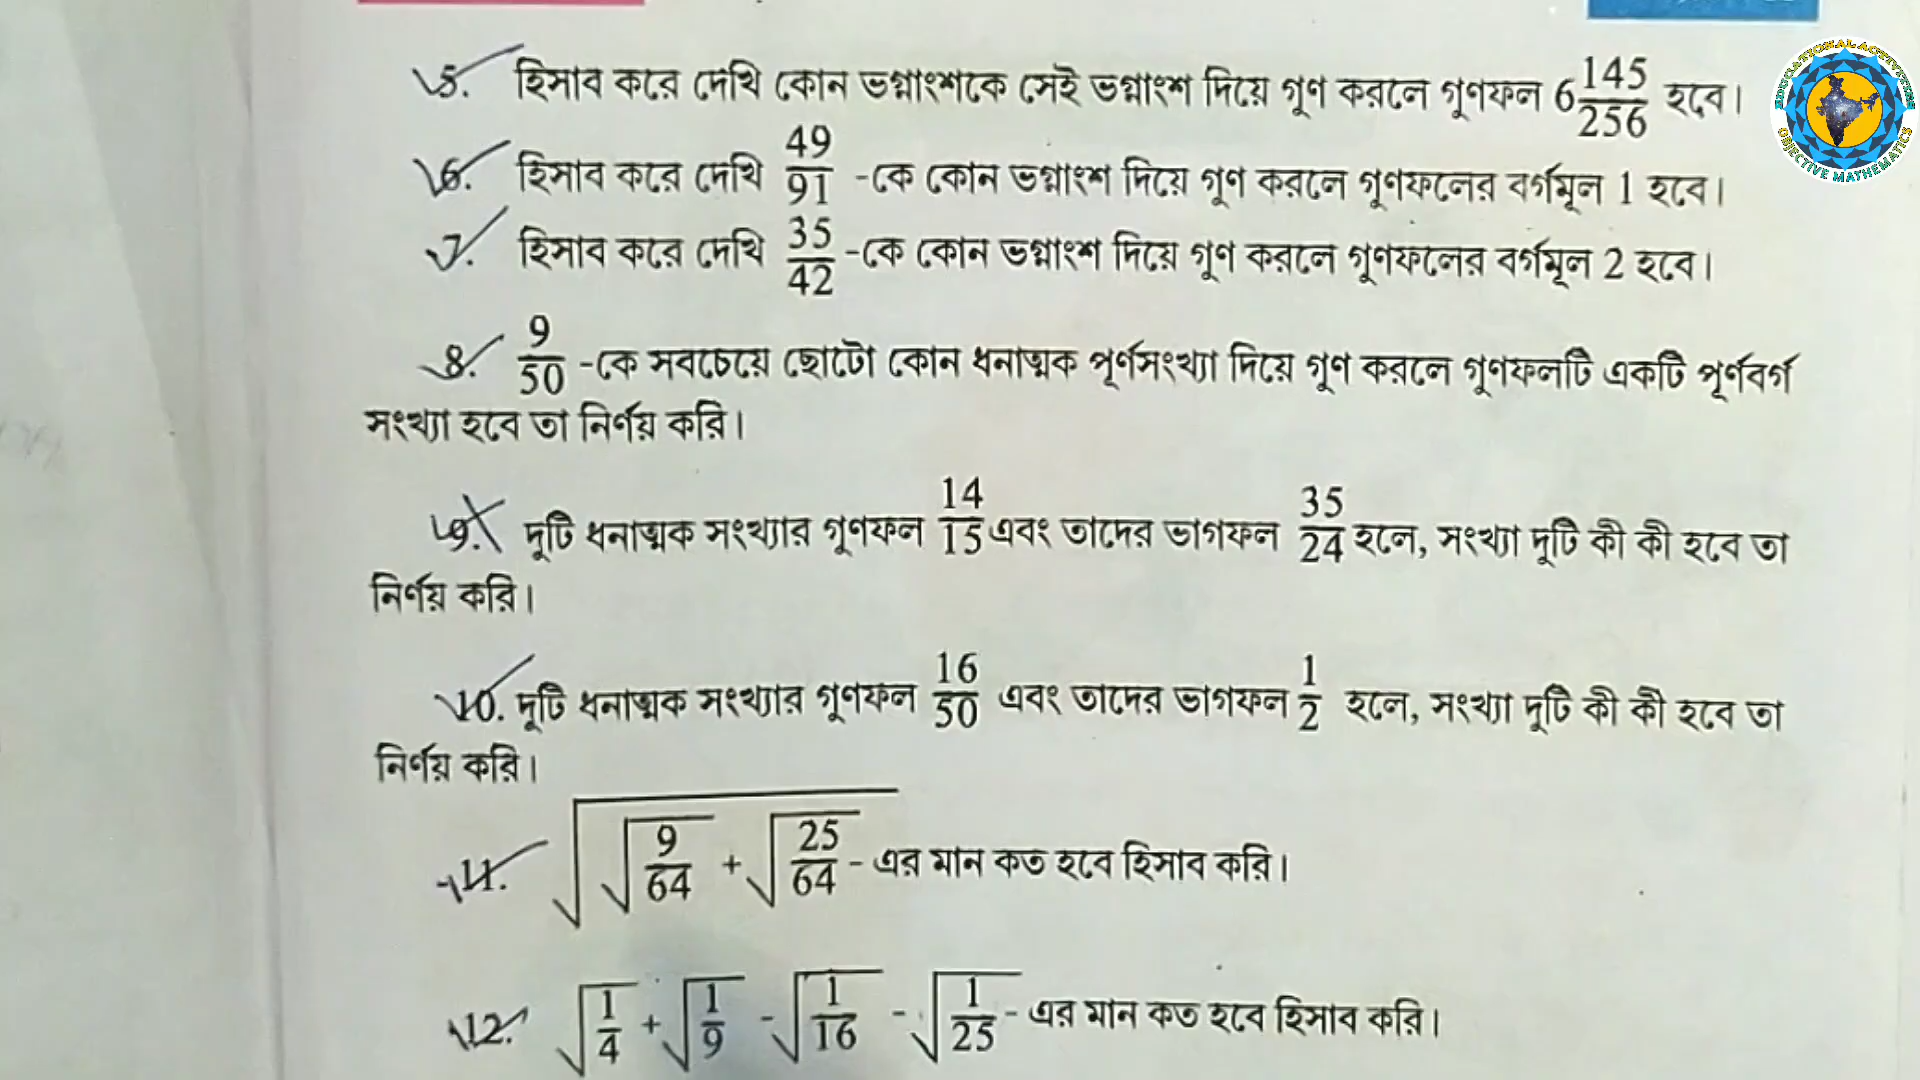 5. হিসাব করে দেখি কোন ভগ্নাংশকে সেই ভগ্নাংশ দিয়ে গুণ করলে গুণফল 6 145/256 হবে।
6. হিসাব করে দেখি 49/91 -কে কোন ভগ্নাংশ দিয়ে গুণ করলে গুণফলের বর্গমূল 1 হবে।
7. হিসাব করে দেখি 35/42 -কে কোন ভগ্নাংশ দিয়ে গুণ করলে গুণফলের বর্গমূল 2 হবে।
8. 9/50 -কে সবচেয়ে ছোটো কোন ধনাত্মক পূর্ণসংখ্যা দিয়ে গুণ করলে গুণফলটি একটি পূর্ণবর্গ
সংখ্যা হবে তা নির্ণয় করি।
9. দুটি ধনাত্মক সংখ্যার গুণফল 14/15 এবং তাদের ভাগফল 35/24 হলে, সংখ্যা দুটি কী কী হবে তা
নির্ণয় করি।
10. দুটি ধনাত্মক সংখ্যার গুণফল 16/50 এবং তাদের ভাগফল 1/2 হলে, সংখ্যা দুটি কী কী হবে তা
নির্ণয় করি।
11. √(√(9/64) + √(25/64)) - এর মান কত হবে হিসাব করি।
12. √(1/4) + √(1/9) - √(1/16) - √(1/25) - এর মান কত হবে হিসাব করি।
EDUCATIONAL ACTIVITIES
OBJECTIVE MATHEMATICS